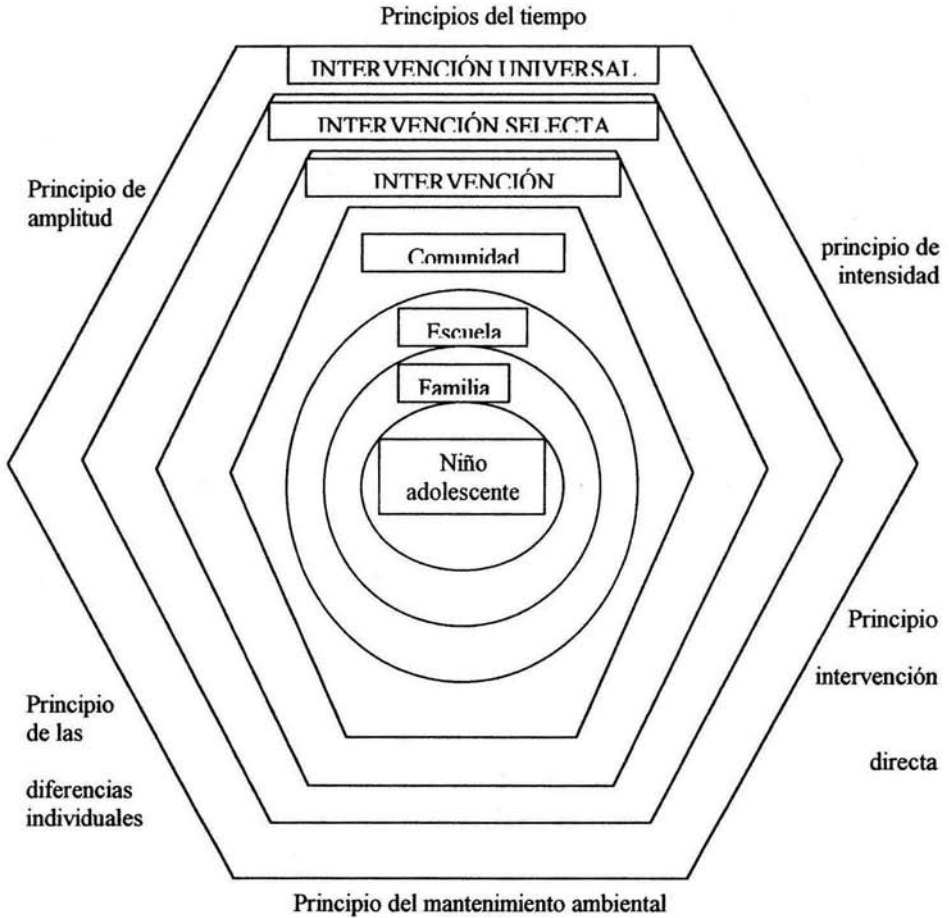 Principios del tiempo
INTERVENCIÓN UNIVERSAL
INTERVENCIÓN SELECTA
INTERVENCIÓN
Principio de
amplitud
principio de
intensidad
Comunidad
Escuela
Familia
Niño
adolescente
Principio
intervención
directa
Principio
de las
diferencias
individuales
Principio del mantenimiento ambiental